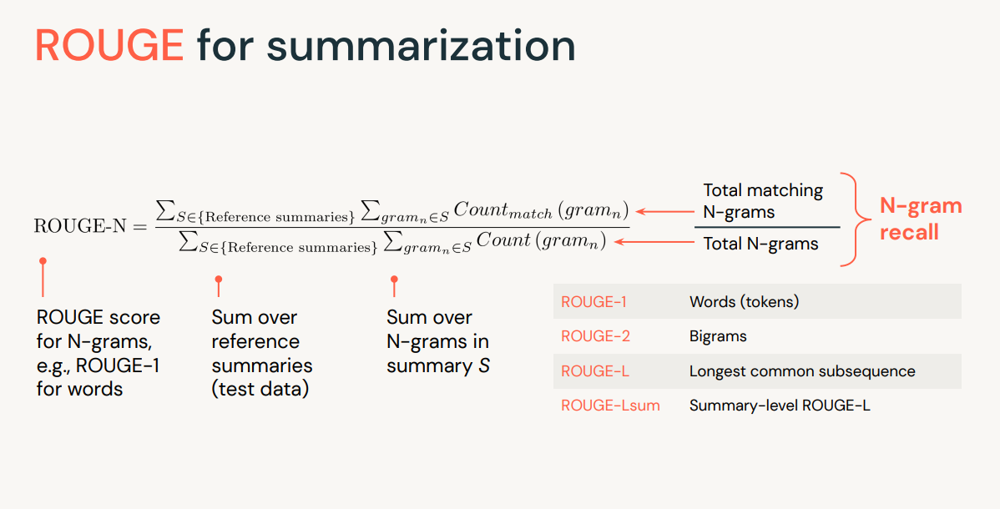 ROUGE for summarization
ROUGE-N = \frac{\sum_{S \in \{\text{Reference summaries}\}} \sum_{gram_n \in S} Count_{match}(gram_n)}{\sum_{S \in \{\text{Reference summaries}\}} \sum_{gram_n \in S} Count(gram_n)}
Total matching
N-grams
Total N-grams
N-gram
recall
ROUGE score
for N-grams,
e.g., ROUGE-1
for words
Sum over
reference
summaries
(test data)
Sum over
N-grams in
summary S
ROUGE-1 Words (tokens)
ROUGE-2 Bigrams
ROUGE-L Longest common subsequence
ROUGE-Lsum Summary-level ROUGE-L